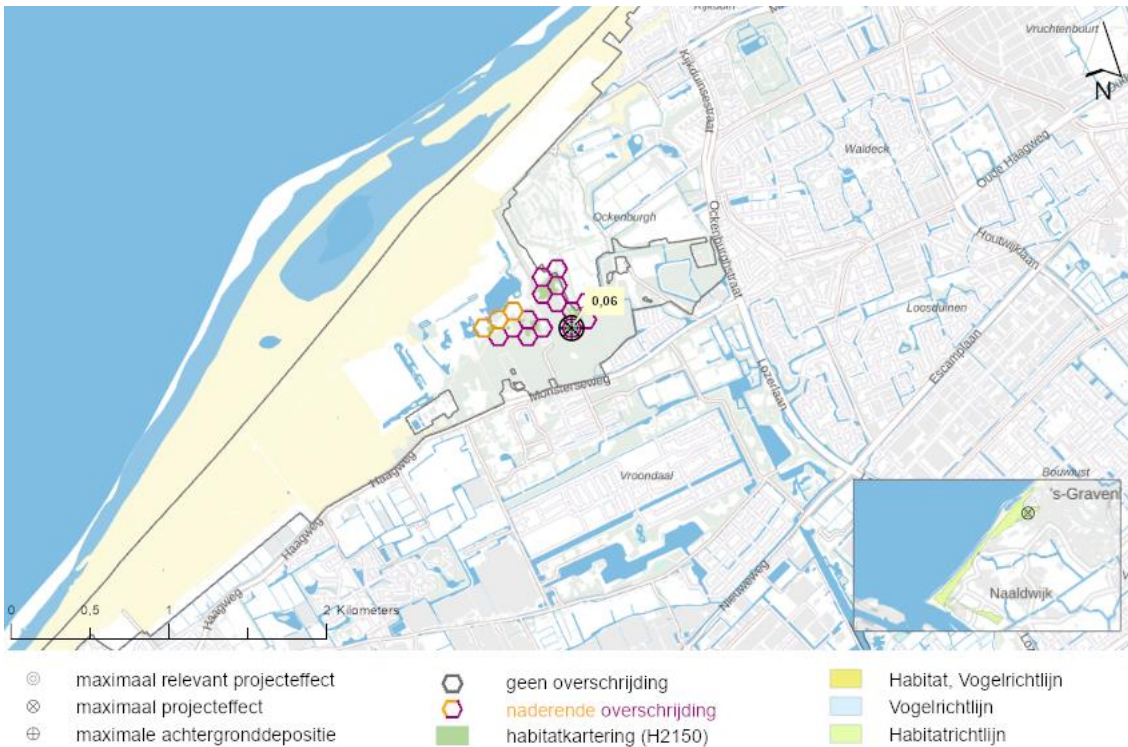 Kijkduin
Vruchtenbuurt
Kijkduinsestraat
N
Waldeck
Oude Haagweg
Ockenburgh
Ockenburghstraat
Houtwijklaan
0,06
Loosduinen
Escamplaan
Monsterseweg
Lozerlaan
Haagweg
Vroondaal
Bouwlust
's-Graven
Haagweg
Nieuweweg
Naaldwijk
0 0,5 1 2 Kilometers
Haagweg
maximaal relevant projecteffect
maximaal projecteffect
maximale achtergronddepositie
geen overschrijding
naderende overschrijding
habitatkartering (H2150)
Habitat, Vogelrichtlijn
Vogelrichtlijn
Habitatrichtlijn